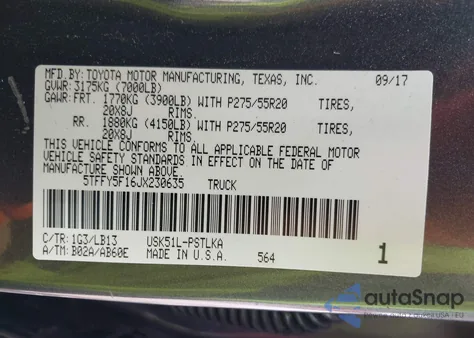 MFD.BY: TOYOTA MOTOR MANUFACTURING, TEXAS, INC. 09/17
GVWR: 3175KG (7000LB)
GAWR: FRT. 1770KG (3900LB) WITH P275/55R20 TIRES,
20X8J RIMS.
RR. 1880KG (4150LB) WITH P275/55R20 TIRES,
20X8J RIMS.
THIS VEHICLE CONFORMS TO ALL APPLICABLE FEDERAL MOTOR
VEHICLE SAFETY STANDARDS IN EFFECT ON THE DATE OF
MANUFACTURE SHOWN ABOVE.
5TFFY5F16JX230635 TRUCK
C/TR: 1G3/LB13 USK51L-PSTLKA
A/TM: B02A/AB60E MADE IN U.S.A. 564 1
autoSnap